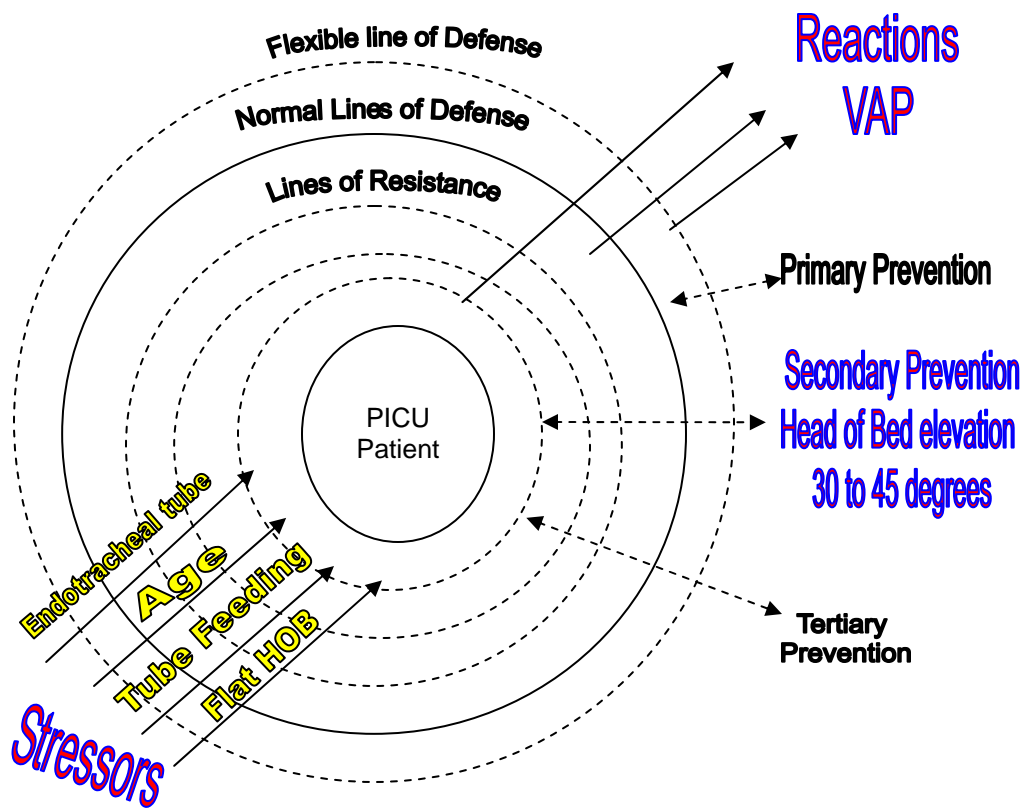 Flexible line of Defense
Normal Lines of Defense
Lines of Resistance
Reactions
VAP
Primary Prevention
Secondary Prevention
Head of Bed elevation
30 to 45 degrees
PICU
Patient
Tertiary
Prevention
Endotracheal tube
Age
Tube Feeding
Flat HOB
Stressors